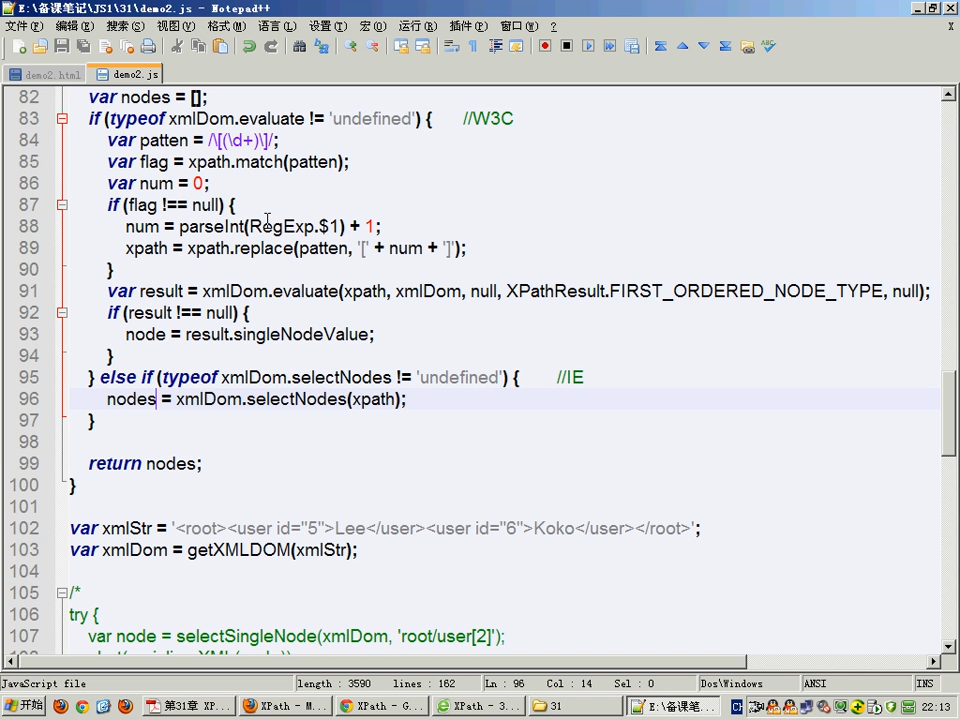 E:\备课笔记\JS1\31\demo2.js - Notepad++
文件(F) 编辑(E) 搜索(S) 视图(V) 格式(M) 语言(L) 设置(T) 宏(O) 运行(R) 插件(P) 窗口(W) ? X
demo2.html demo2.js
82 var nodes = [];
83 if (typeof xmlDom.evaluate != 'undefined') { //W3C
84 var patten = /\[(\d+)\]/;
85 var flag = xpath.match(patten);
86 var num = 0;
87 if (flag !== null) {
88 num = parseInt(RegExp.$1) + 1;
89 xpath = xpath.replace(patten, '[' + num + ']');
90 }
91 var result = xmlDom.evaluate(xpath, xmlDom, null, XPathResult.FIRST_ORDERED_NODE_TYPE, null);
92 if (result !== null) {
93 node = result.singleNodeValue;
94 }
95 } else if (typeof xmlDom.selectNodes != 'undefined') { //IE
96 nodes = xmlDom.selectNodes(xpath);
97 }
98
99 return nodes;
100 }
101
102 var xmlStr = '<root><user id="5">Lee</user><user id="6">Koko</user></root>';
103 var xmlDom = getXMLDOM(xmlStr);
104
105 /*
106 try {
107 var node = selectSingleNode(xmlDom, 'root/user[2]');
JavaScript file length : 3590 lines : 162 Ln : 96 Col : 14 Sel : 0 Dos\Windows ANSI INS
开始 第31章 XP... XPath - M... XPath - G... XPath - 3... 31 E:\备课笔... 22:13